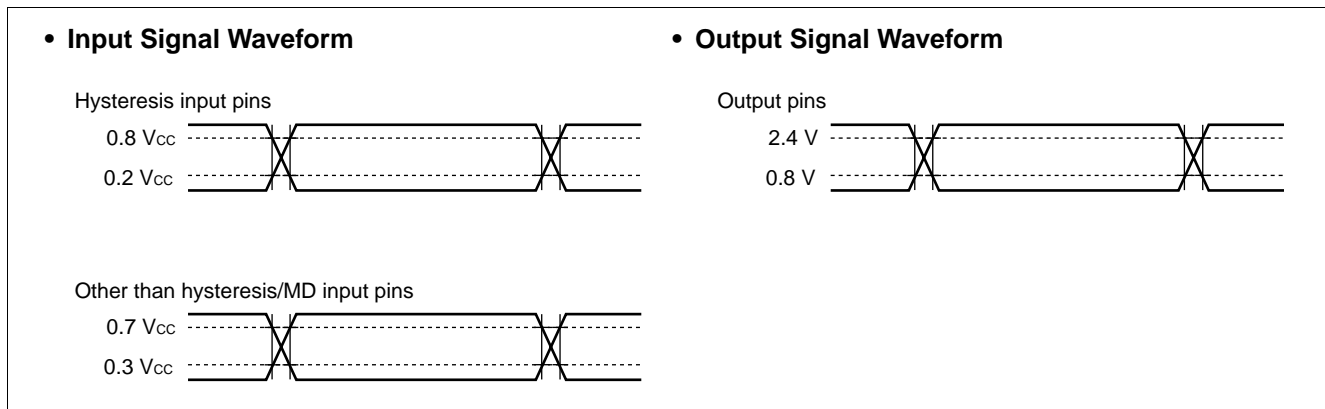 • Input Signal Waveform
Hysteresis input pins
0.8 Vcc
0.2 Vcc
Other than hysteresis/MD input pins
0.7 Vcc
0.3 Vcc
• Output Signal Waveform
Output pins
2.4 V
0.8 V